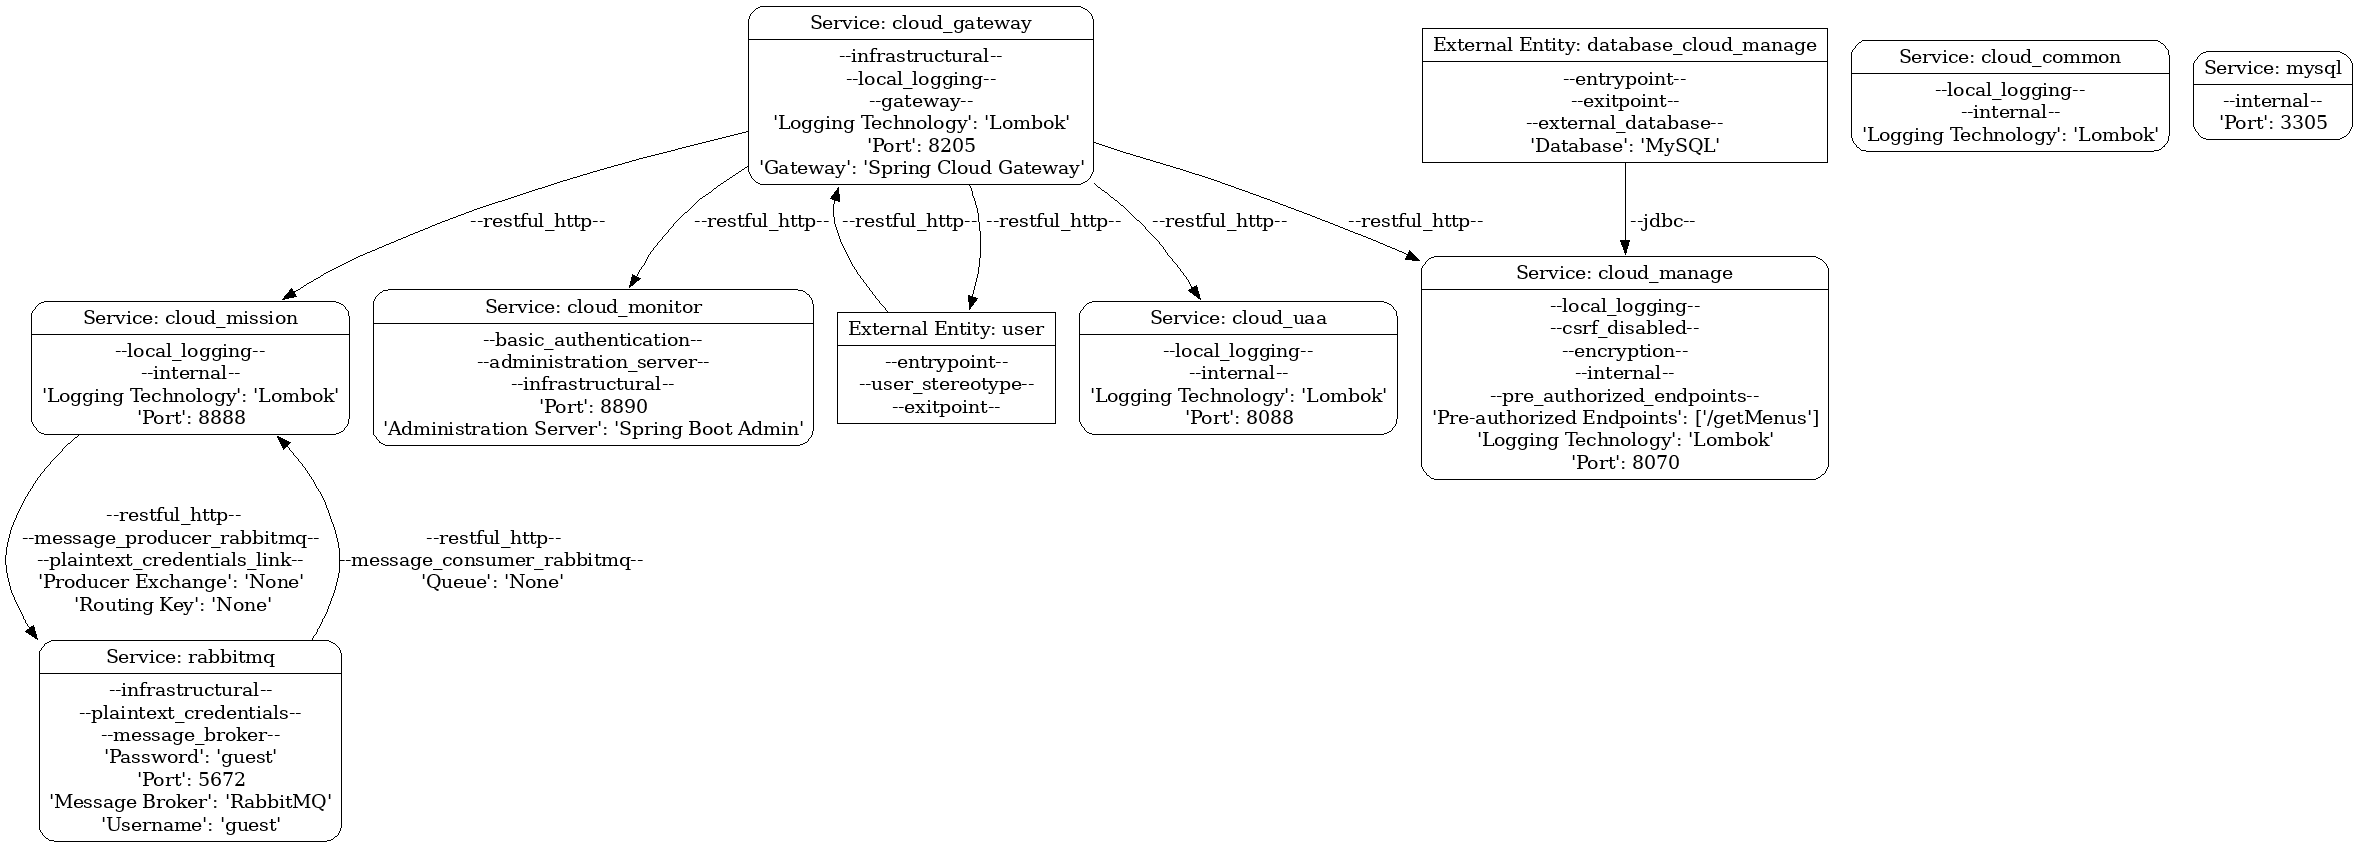 Service: cloud_gateway
--infrastructural--
--local_logging--
--gateway--
'Logging Technology': 'Lombok'
'Port': 8205
'Gateway': 'Spring Cloud Gateway'
External Entity: database_cloud_manage
--entrypoint--
--exitpoint--
--external_database--
'Database': 'MySQL'
Service: cloud_common
--local_logging--
--internal--
'Logging Technology': 'Lombok'
Service: mysql
--internal--
'Port': 3305
--restful_http--
--restful_http--
--restful_http--
--restful_http--
--restful_http--
--restful_http--
--jdbc--
Service: cloud_mission
--local_logging--
--internal--
'Logging Technology': 'Lombok'
'Port': 8888
Service: cloud_monitor
--basic_authentication--
--administration_server--
--infrastructural--
'Port': 8890
'Administration Server': 'Spring Boot Admin'
External Entity: user
--entrypoint--
--user_stereotype--
--exitpoint--
Service: cloud_uaa
--local_logging--
--internal--
'Logging Technology': 'Lombok'
'Port': 8088
Service: cloud_manage
--local_logging--
--csrf_disabled--
--encryption--
--internal--
--pre_authorized_endpoints--
'Pre-authorized Endpoints': ['/getMenus']
'Logging Technology': 'Lombok'
'Port': 8070
--restful_http--
--message_producer_rabbitmq--
--plaintext_credentials_link--
'Producer Exchange': 'None'
'Routing Key': 'None'
--restful_http--
--message_consumer_rabbitmq--
'Queue': 'None'
Service: rabbitmq
--infrastructural--
--plaintext_credentials--
--message_broker--
'Password': 'guest'
'Port': 5672
'Message Broker': 'RabbitMQ'
'Username': 'guest'